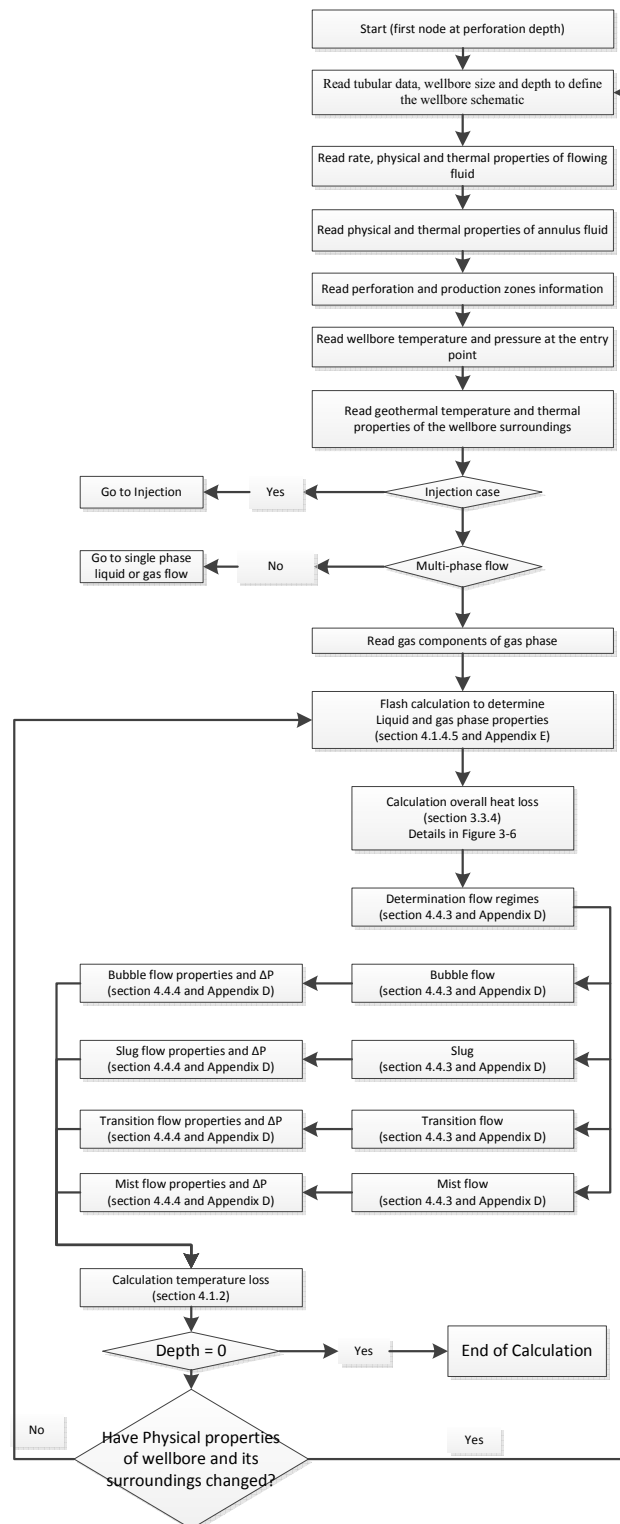 Start (first node at perforation depth)
Read tubular data, wellbore size and depth to define
the wellbore schematic
Read rate, physical and thermal properties of flowing
fluid
Read physical and thermal properties of annulus fluid
Read perforation and production zones information
Read wellbore temperature and pressure at the entry
point
Read geothermal temperature and thermal
properties of the wellbore surroundings
Go to Injection
Yes
Injection case
Go to single phase
liquid or gas flow
No
Multi-phase flow
Read gas components of gas phase
Flash calculation to determine
Liquid and gas phase properties
(section 4.1.4.5 and Appendix E)
Calculation overall heat loss
(section 3.3.4)
Details in Figure 3-6
Determination flow regimes
(section 4.4.3 and Appendix D)
Bubble flow properties and ΔP
(section 4.4.4 and Appendix D)
Bubble flow
(section 4.4.3 and Appendix D)
Slug flow properties and ΔP
(section 4.4.4 and Appendix D)
Slug
(section 4.4.3 and Appendix D)
Transition flow properties and ΔP
(section 4.4.4 and Appendix D)
Transition flow
(section 4.4.3 and Appendix D)
Mist flow properties and ΔP
(section 4.4.4 and Appendix D)
Mist flow
(section 4.4.3 and Appendix D)
Calculation temperature loss
(section 4.1.2)
Depth = 0
Yes
End of Calculation
No
Have Physical properties
of wellbore and its
surroundings changed?
Yes